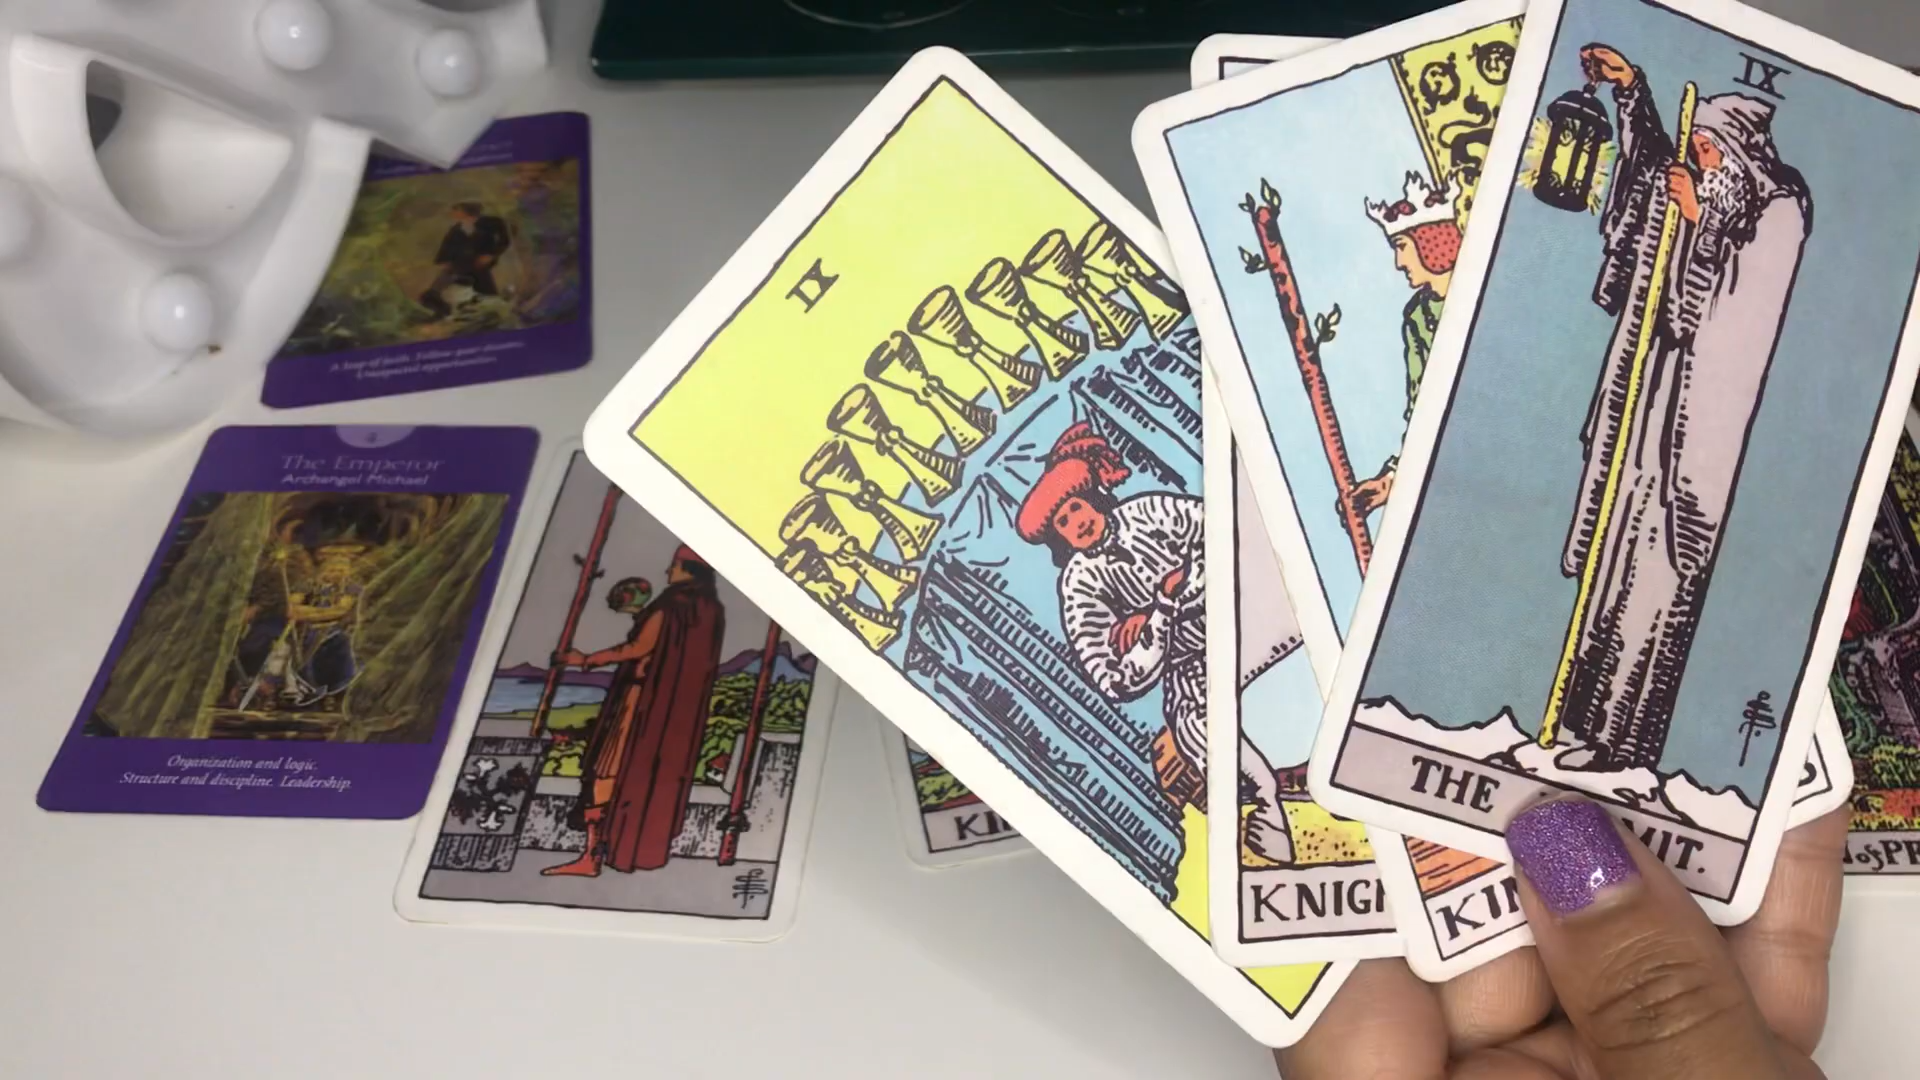 A leap of faith. Follow your dreams.
Unexpected opportunities.
4
The Emperor
Archangel Michael
Organization and logic.
Structure and discipline. Leadership.
KI
IX
KNIGH
KIN
IX
THE MIT.
N of P